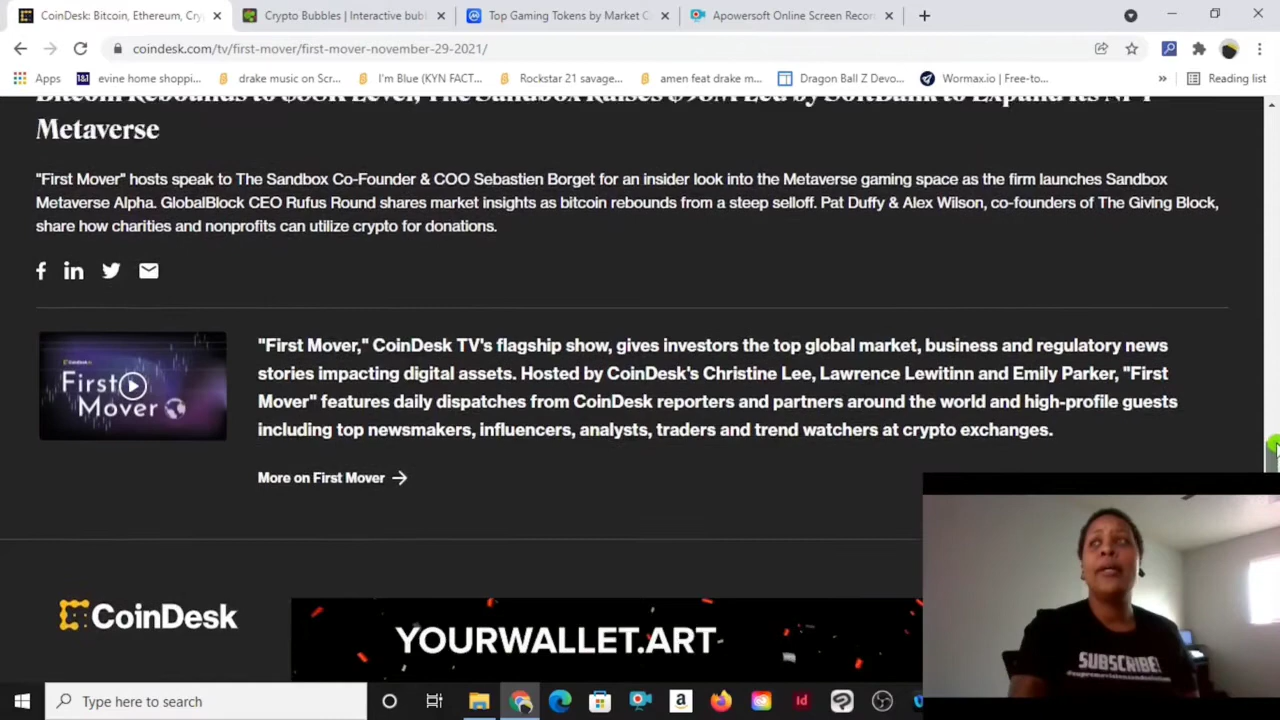 CoinDesk: Bitcoin, Ethereum, Cry
Crypto Bubbles | Interactive bubb
Top Gaming Tokens by Market C
Apowersoft Online Screen Recor
coindesk.com/tv/first-mover/first-mover-november-29-2021/
Apps
evine home shoppi...
drake music on Scr...
I'm Blue (KYN FACT...
Rockstar 21 savage...
amen feat drake m...
Dragon Ball Z Devo...
Wormax.io | Free-to...
»
Reading list
Bitcoin Rebounds to $58K Level, The Sandbox Raises $93M Led by SoftBank to Expand Its NFT
Metaverse
"First Mover" hosts speak to The Sandbox Co-Founder & COO Sebastien Borget for an insider look into the Metaverse gaming space as the firm launches Sandbox
Metaverse Alpha. GlobalBlock CEO Rufus Round shares market insights as bitcoin rebounds from a steep selloff. Pat Duffy & Alex Wilson, co-founders of The Giving Block,
share how charities and nonprofits can utilize crypto for donations.
First
Mover
"First Mover," CoinDesk TV's flagship show, gives investors the top global market, business and regulatory news
stories impacting digital assets. Hosted by CoinDesk's Christine Lee, Lawrence Lewitinn and Emily Parker, "First
Mover" features daily dispatches from CoinDesk reporters and partners around the world and high-profile guests
including top newsmakers, influencers, analysts, traders and trend watchers at crypto exchanges.
More on First Mover
CoinDesk
YOURWALLET.ART
SUBSCRIBE!
Type here to search